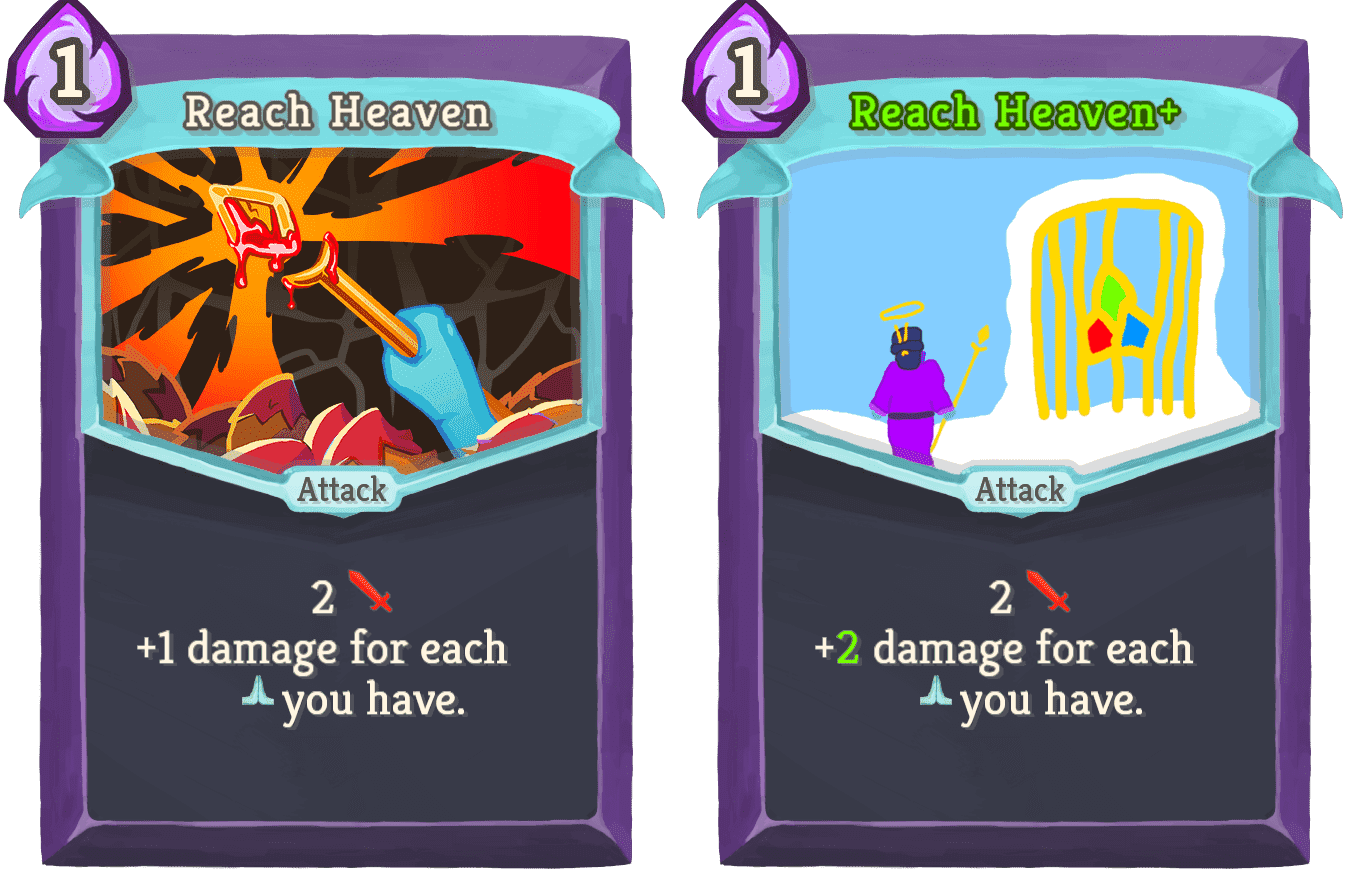 1
Reach Heaven
Attack
2
+1 damage for each
you have.
1
Reach Heaven+
Attack
2
+2 damage for each
you have.